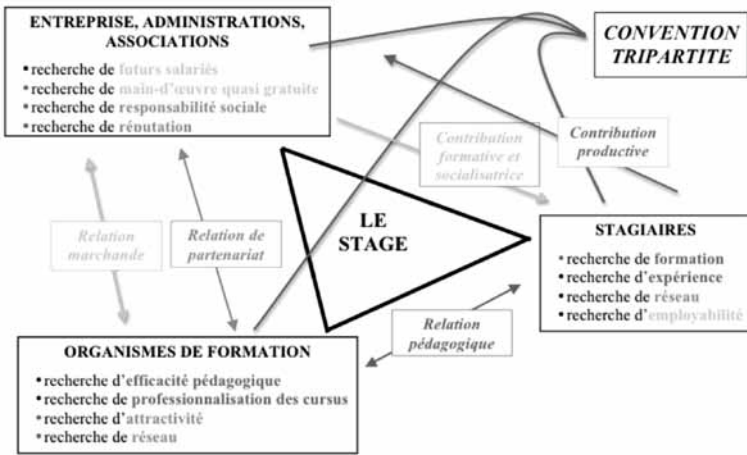 ENTREPRISE, ADMINISTRATIONS,
ASSOCIATIONS
▪recherche de futurs salariés
▪recherche de main-d'œuvre quasi gratuite
▪recherche de responsabilité sociale
▪recherche de réputation
CONVENTION
TRIPARTITE
Contribution
formative et
socialisatrice
Contribution
productive
LE
STAGE
Relation
marchande
Relation de
partenariat
STAGIAIRES
▪recherche de formation
▪recherche d'expérience
▪recherche de réseau
▪recherche d'employabilité
Relation
pédagogique
ORGANISMES DE FORMATION
▪recherche d'efficacité pédagogique
▪recherche de professionnalisation des cursus
▪recherche d'attractivité
▪recherche de réseau